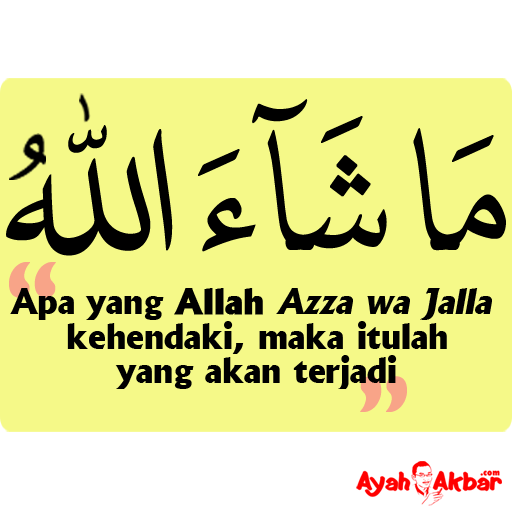 مَا شَآءَ اللّٰهُ
“Apa yang Allah Azza wa Jalla
kehendaki, maka itulah
yang akan terjadi”
AyahAkbar.com